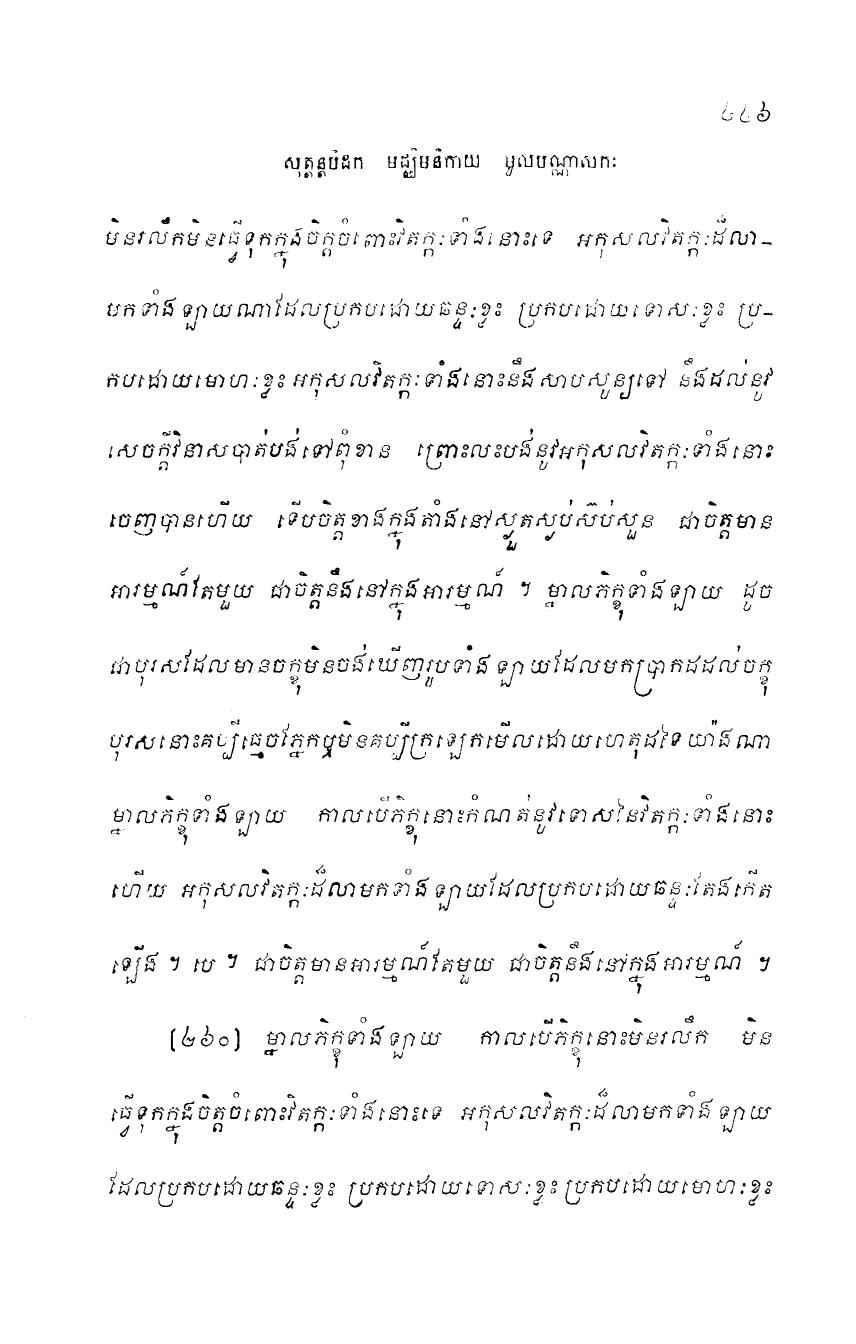 ៤៤៦
សុត្តន្តបិដក មជ្ឈិមនិកាយ មូលបណ្ណាសកៈ
មិនរលឹកមិនធ្វើទុកក្នុងចិត្តចំពោះវិតក្កៈទាំងនោះទេ អកុសលវិតក្កៈដ៏លា-
មកទាំងឡាយណាដែលប្រកបដោយឆន្ទៈខ្លះ ប្រកបដោយទោសៈខ្លះ ប្រ-
កបដោយមោហៈខ្លះ អកុសលវិតក្កៈទាំងនោះនឹងសាបសូន្យទៅ នឹងដល់នូវ
សេចក្តីវិនាសបាត់បង់ទៅពុំខាន ព្រោះលះបង់នូវអកុសលវិតក្កៈទាំងនោះ
ចេញបានហើយ ទើបចិត្តខាងក្នុងតាំងនៅស្ងួតស្ងប់ស៊ប់សួន ជាចិត្តមាន
អារម្មណ៍តែមួយ ជាចិត្តនឹងនៅក្នុងអារម្មណ៍ ។ ម្នាលភិក្ខុទាំងឡាយ ដូច
ជាបុរសដែលមានចក្ខុមិនចង់ឃើញរូបទាំងឡាយដែលមកប្រាកដដល់ចក្ខុ
បុរសនោះគប្បីធ្មេចភ្នែកឬមិនគប្បីក្រឡេកមើលដោយហេតុដទៃ យ៉ាងណា
ម្នាលភិក្ខុទាំងឡាយ កាលបើភិក្ខុនោះកំណត់នូវទោសនៃវិតក្កៈទាំងនោះ
ហើយ អកុសលវិតក្កៈដ៏លាមកទាំងឡាយដែលប្រកបដោយឆន្ទៈតែងកើត
ឡើង ។ បេ ។ ជាចិត្តមានអារម្មណ៍តែមួយ ជាចិត្តនឹងនៅក្នុងអារម្មណ៍ ។
[២៦០] ម្នាលភិក្ខុទាំងឡាយ កាលបើភិក្ខុនោះមិនរលឹក មិន
ធ្វើទុកក្នុងចិត្តចំពោះវិតក្កៈទាំងនោះទេ អកុសលវិតក្កៈដ៏លាមកទាំងឡាយ
ដែលប្រកបដោយឆន្ទៈខ្លះ ប្រកបដោយទោសៈខ្លះ ប្រកបដោយមោហៈខ្លះ